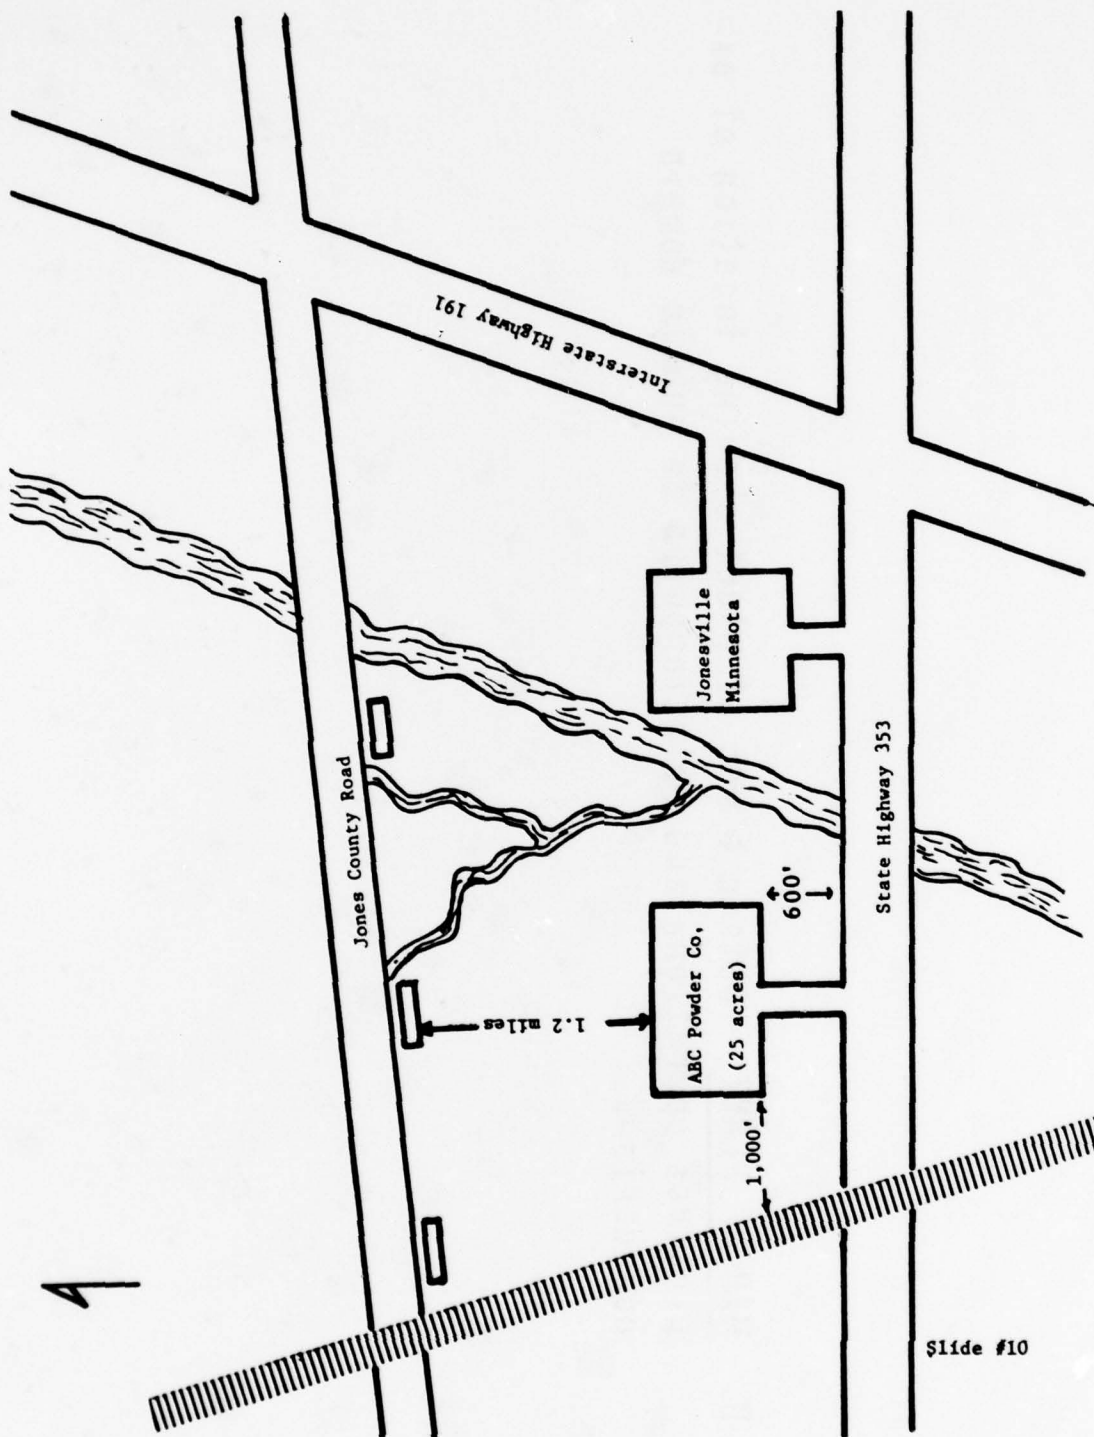 Interstate Highway 191
Jones County Road
Jonesville
Minnesota
State Highway 353
600'
ABC Powder Co,
(25 acres)
1.2 miles
1,000'
Slide #10